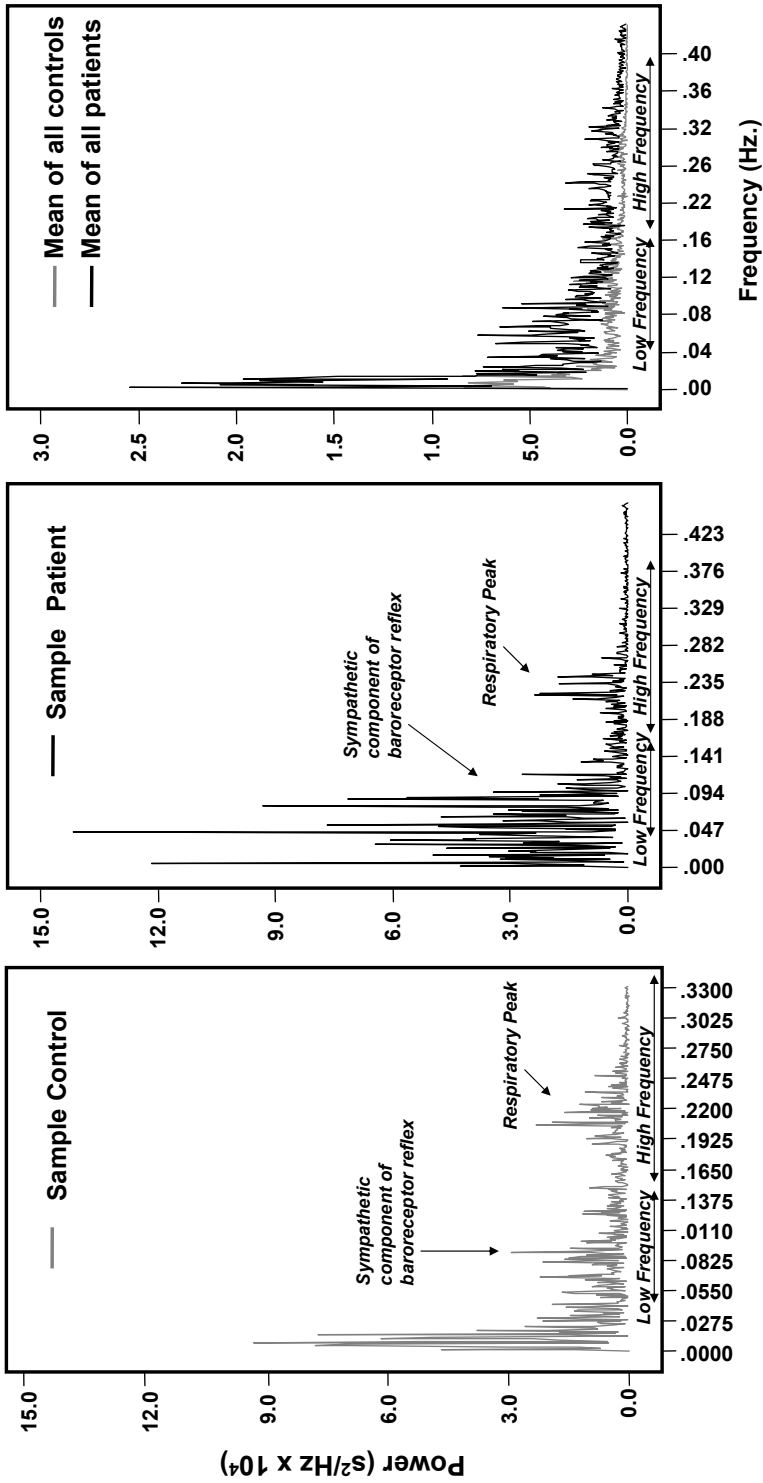 Power (s²/Hz x 10⁴)
Sample Control
15.0
12.0
9.0
6.0
3.0
0.0
Sympathetic
component of
baroreceptor reflex
Respiratory Peak
Low Frequency
High Frequency
.0000
.0275
.0550
.0825
.0110
.1375
.1650
.1925
.2200
.2475
.2750
.3025
.3300
Sample Patient
15.0
12.0
9.0
6.0
3.0
0.0
Sympathetic
component of
baroreceptor reflex
Respiratory Peak
Low Frequency
High Frequency
.000
.047
.094
.141
.188
.235
.282
.329
.376
.423
Mean of all controls
Mean of all patients
3.0
2.5
2.0
1.5
1.0
5.0
0.0
Low Frequency
High Frequency
.00
.04
.08
.12
.16
.22
.26
.32
.36
.40
Frequency (Hz.)